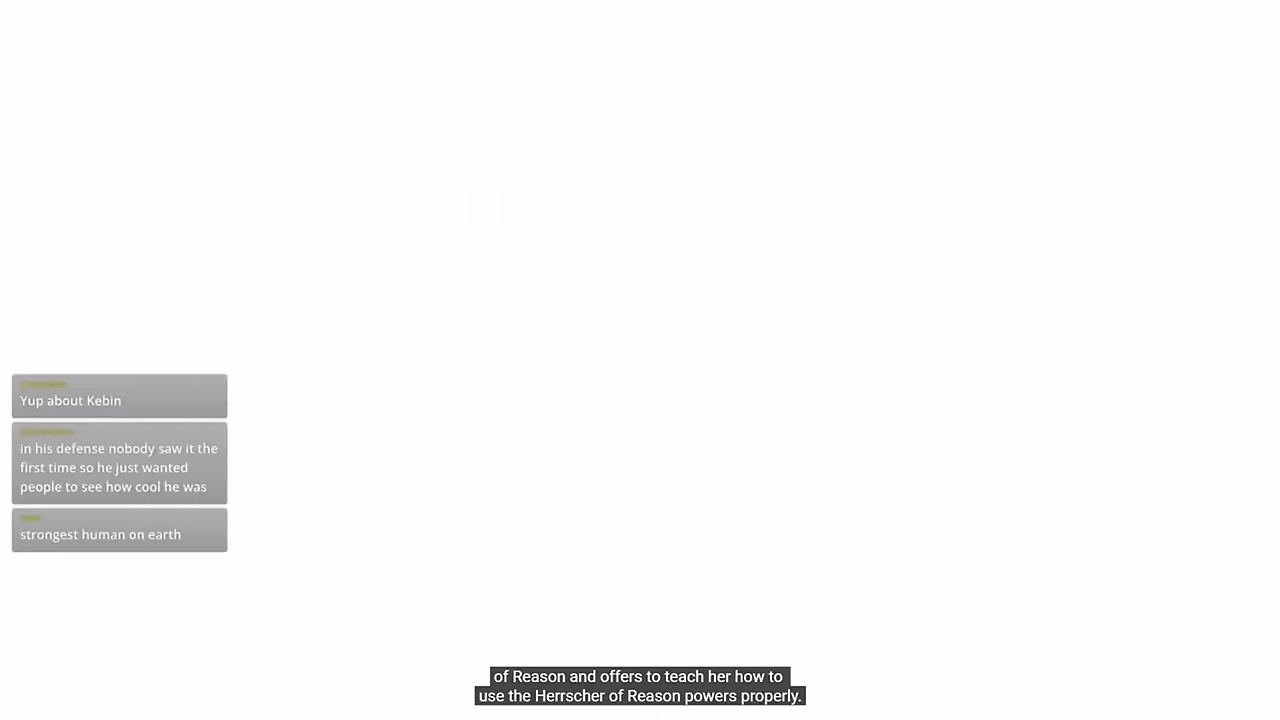 Yup about Kebin
in his defense nobody saw it the
first time so he just wanted
people to see how cool he was
strongest human on earth
of Reason and offers to teach her how to
use the Herrscher of Reason powers properly.